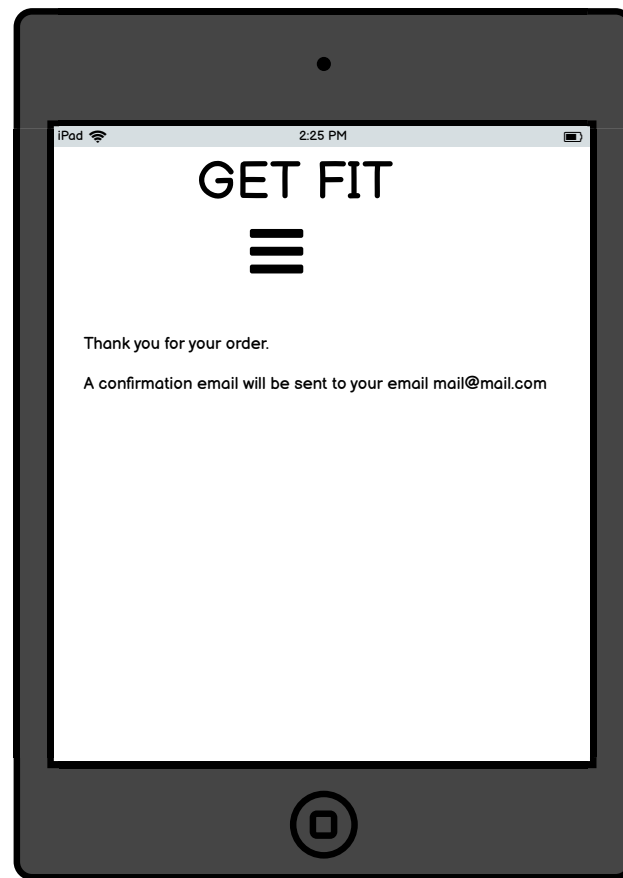 iPad 2:25 PM
GET FIT
Thank you for your order.
A confirmation email will be sent to your email mail@mail.com